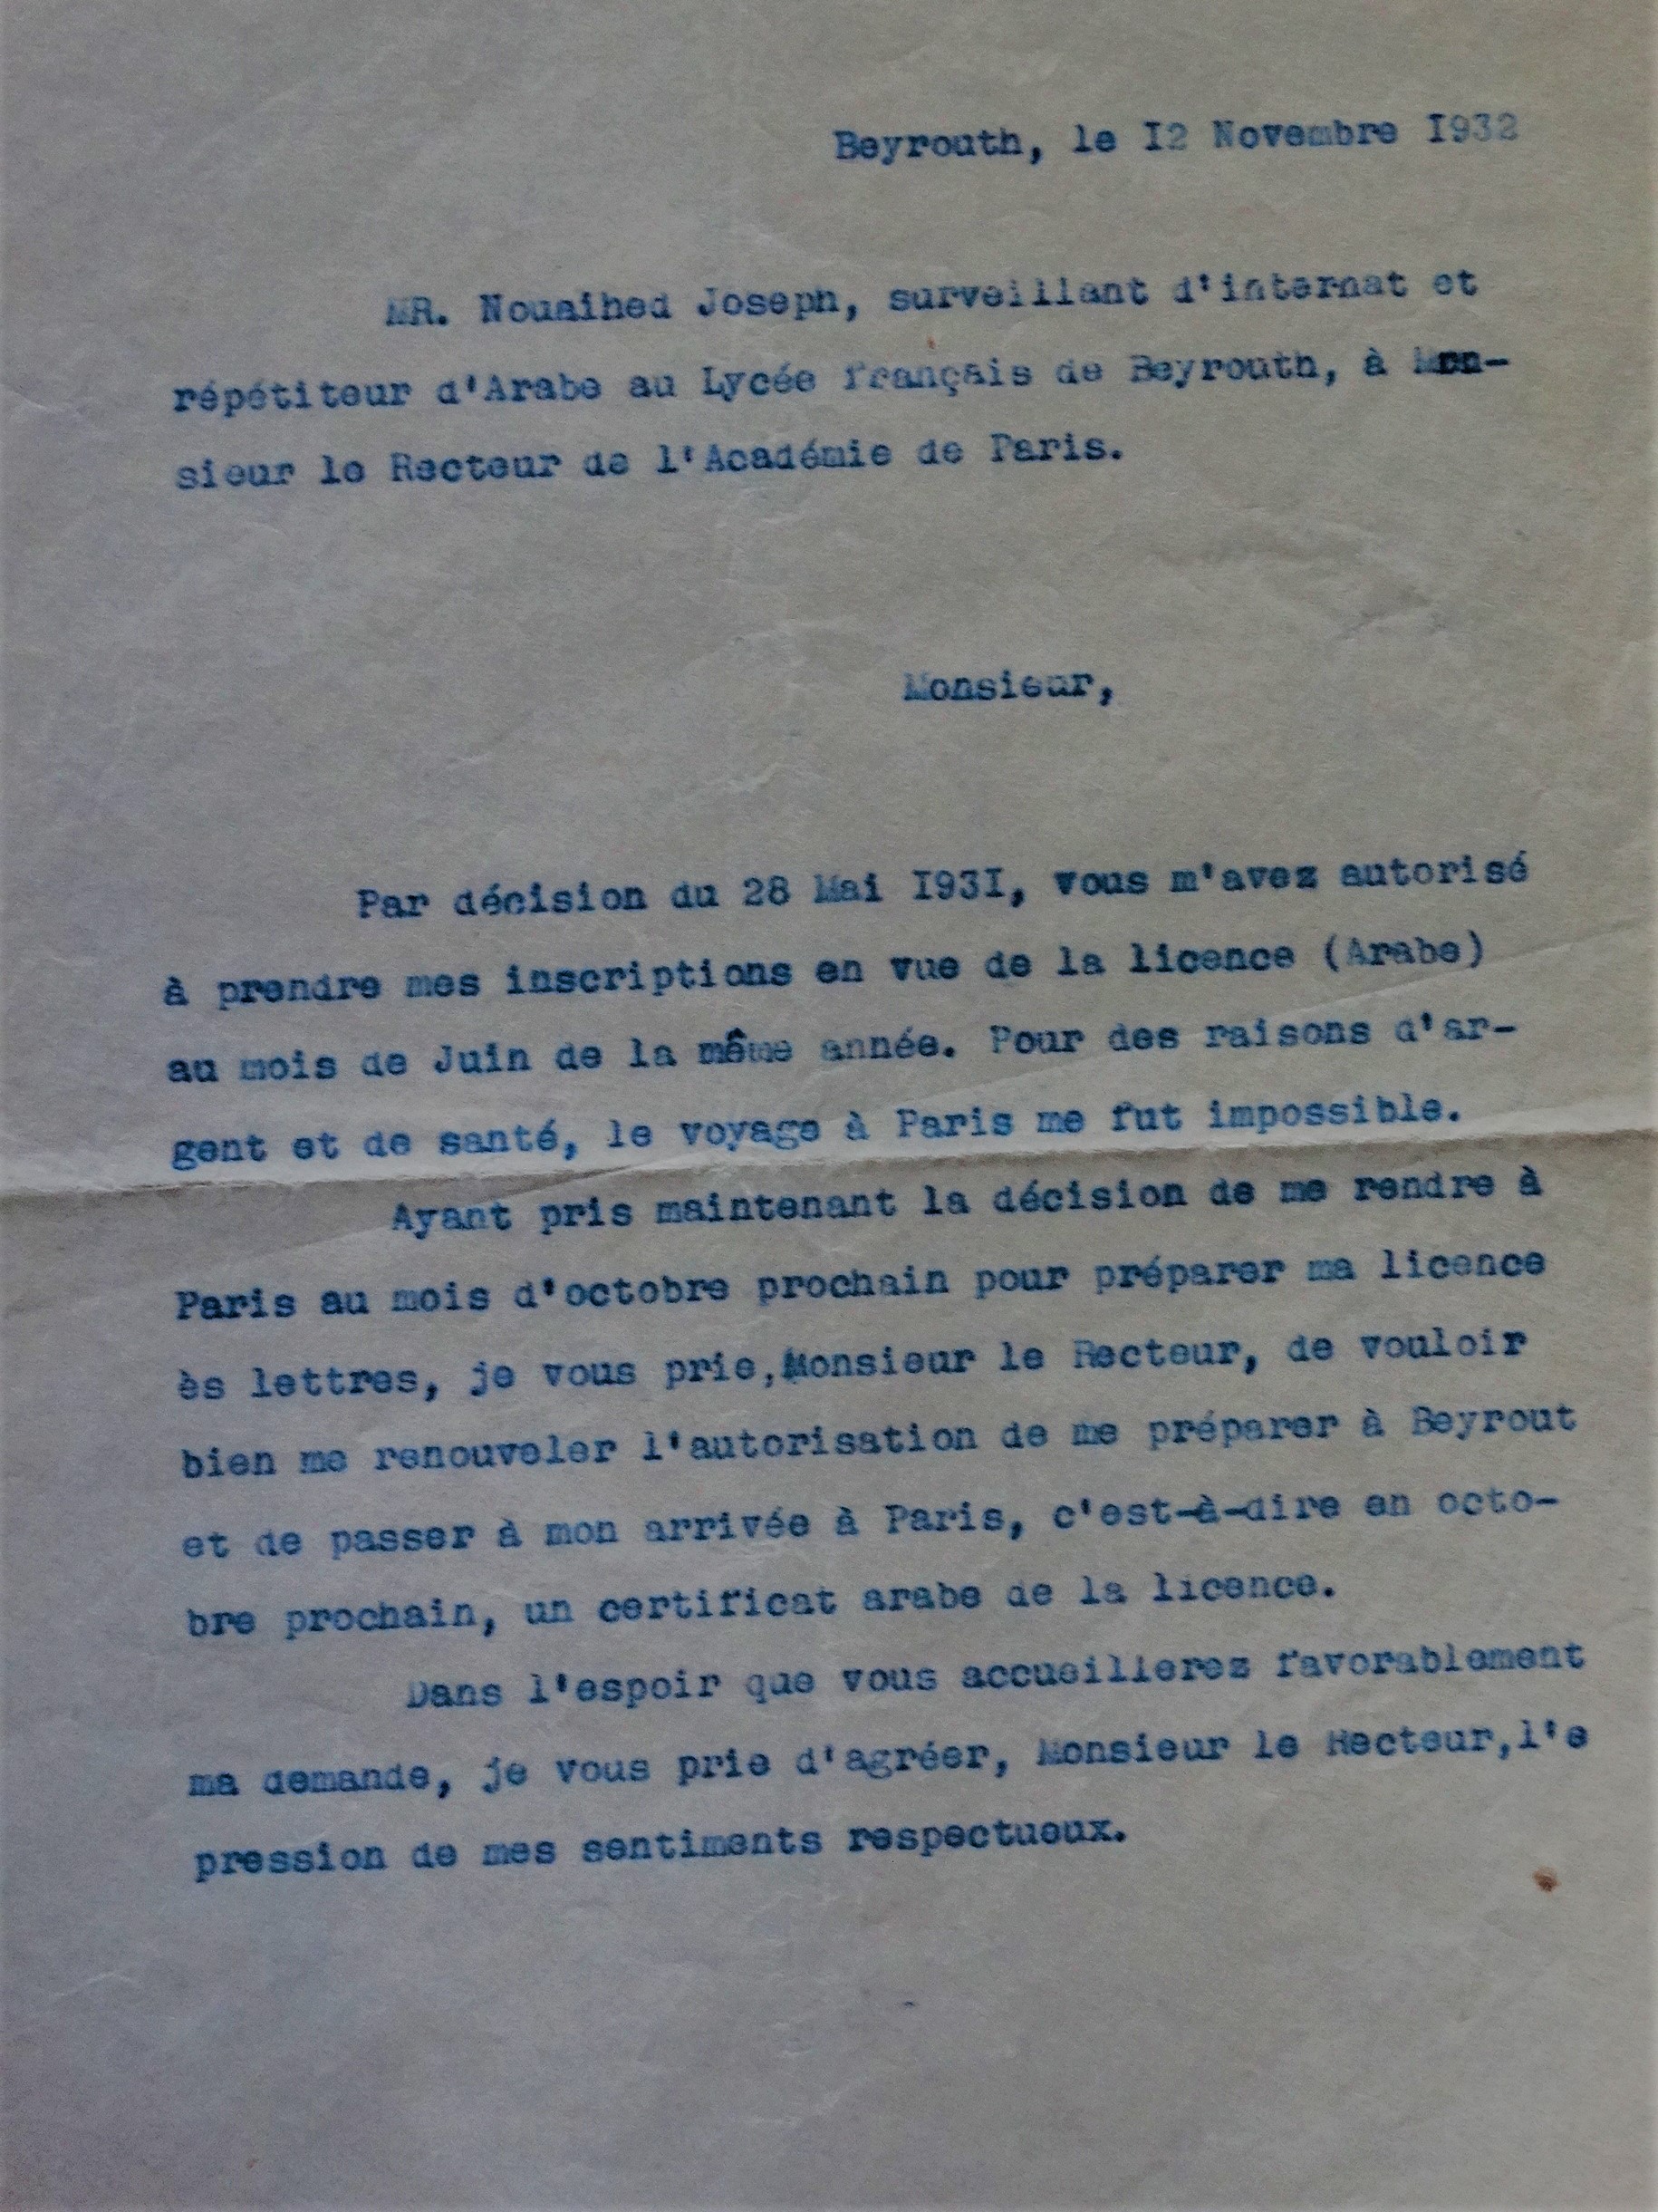 Beyrouth, le I2 Novembre I932
MR. Nouaihed Joseph, surveillant d'internat et
répétiteur d'Arabe au Lycée français de Beyrouth, à Mon-
sieur le Recteur de l'Académie de Paris.
Monsieur,
Par décision du 28 Mai I93I, vous m'avez autorisé
à prendre mes inscriptions en vue de la licence (Arabe)
au mois de Juin de la même année. Pour des raisons d'ar-
gent et de santé, le voyage à Paris me fut impossible.
Ayant pris maintenant la décision de me rendre à
Paris au mois d'octobre prochain pour préparer ma licence
ès lettres, je vous prie,Monsieur le Recteur, de vouloir
bien me renouveler l'autorisation de me préparer à Beyrout
et de passer à mon arrivée à Paris, c'est-à-dire en octo-
bre prochain, un certificat arabe de la licence.
Dans l'espoir que vous accueillerez favorablement
ma demande, je vous prie d'agréer, Monsieur le Recteur,l'e
pression de mes sentiments respectueux.